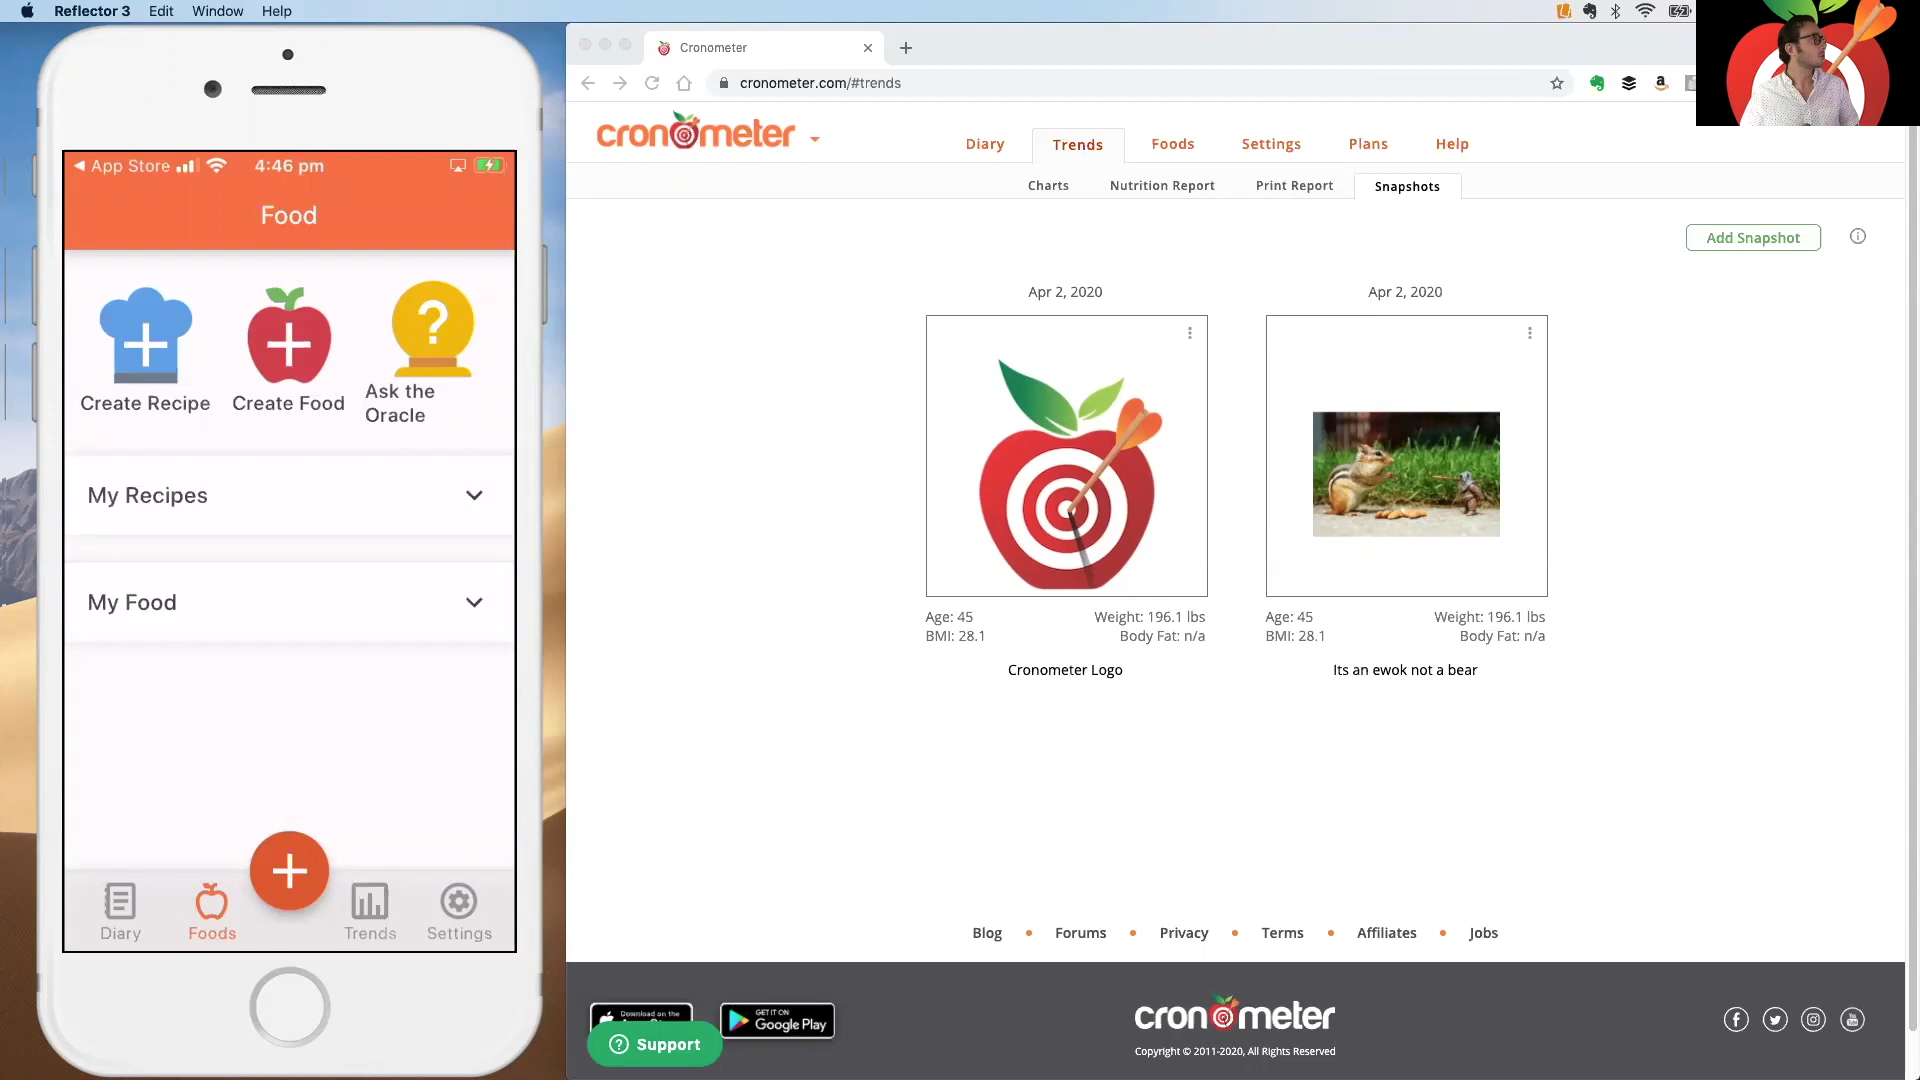 Reflector 3 Edit Window Help
App Store 4:46 pm
Food
Create Recipe Create Food Ask the Oracle
My Recipes
My Food
Diary Foods Trends Settings
Cronometer
cronometer.com/#trends
cronometer
Diary Trends Foods Settings Plans Help
Charts Nutrition Report Print Report Snapshots
Add Snapshot
Apr 2, 2020 Apr 2, 2020
Age: 45 Weight: 196.1 lbs Age: 45 Weight: 196.1 lbs
BMI: 28.1 Body Fat: n/a BMI: 28.1 Body Fat: n/a
Cronometer Logo Its an ewok not a bear
Blog Forums Privacy Terms Affiliates Jobs
Download on the
GET IT ON
Google Play
Support
cronometer
Copyright © 2011-2020, All Rights Reserved